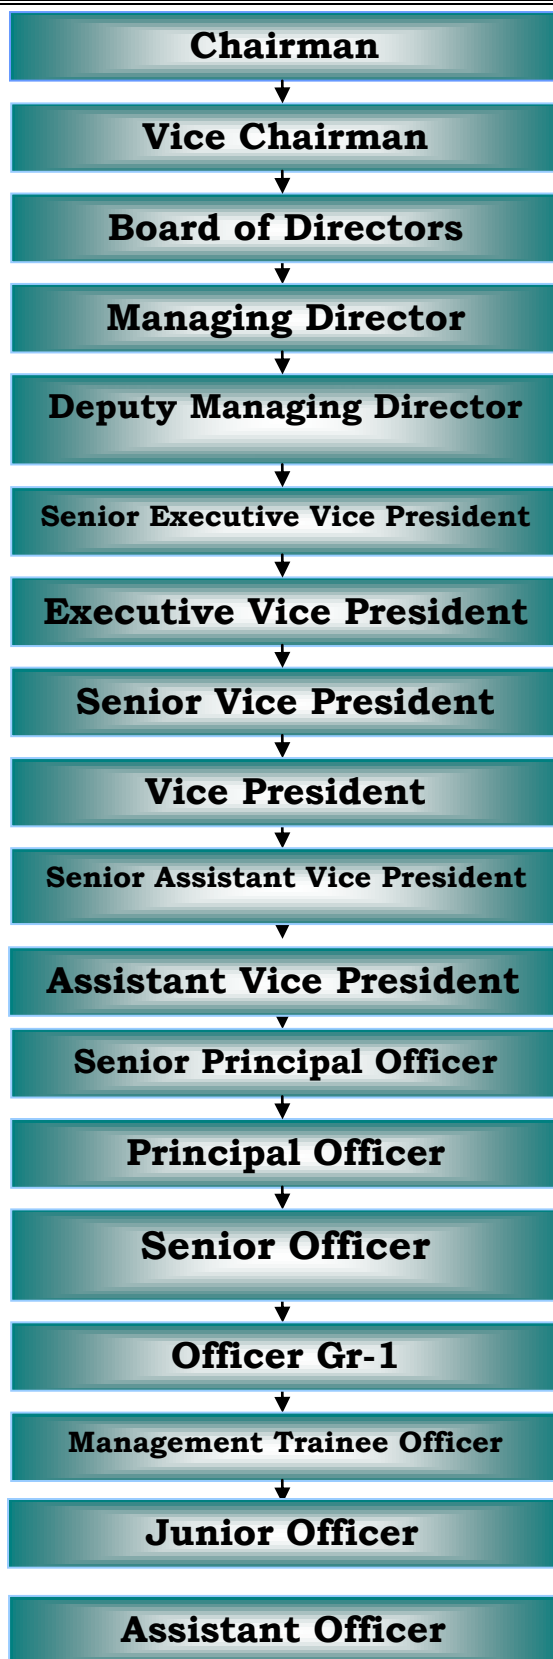 Chairman
Vice Chairman
Board of Directors
Managing Director
Deputy Managing Director
Senior Executive Vice President
Executive Vice President
Senior Vice President
Vice President
Senior Assistant Vice President
Assistant Vice President
Senior Principal Officer
Principal Officer
Senior Officer
Officer Gr-1
Management Trainee Officer
Junior Officer
Assistant Officer